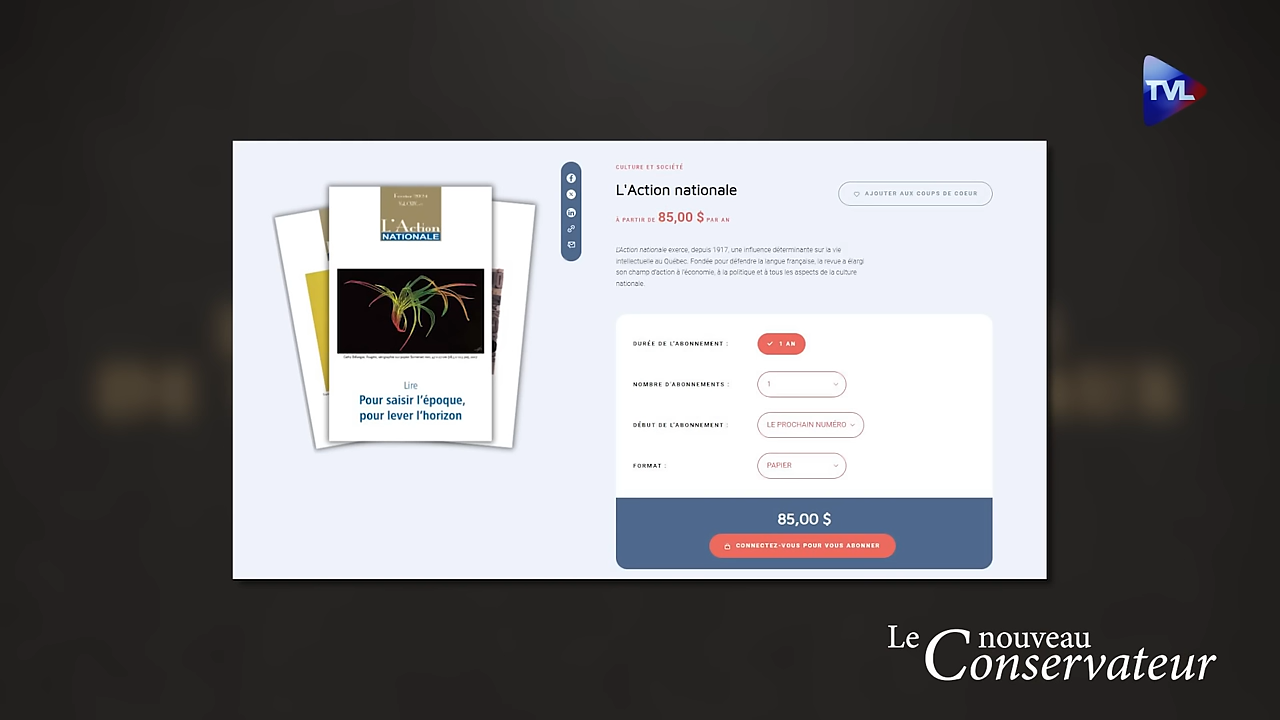 TVL
CULTURE ET SOCIÉTÉ
L'Action nationale
AJOUTER AUX COUPS DE COEUR
À PARTIR DE 85,00 $ PAR AN
L'Action nationale exerce, depuis 1917, une influence déterminante sur la vie
intellectuelle au Québec. Fondée pour défendre la langue française, la revue a élargi
son champ d'action à l'économie, à la politique et à tous les aspects de la culture
nationale.
L'Action
NATIONALE
Lire
Pour saisir l'époque,
pour lever l'horizon
DURÉE DE L'ABONNEMENT :
1 AN
NOMBRE D'ABONNEMENTS :
1
DÉBUT DE L'ABONNEMENT :
LE PROCHAIN NUMÉRO
FORMAT :
PAPIER
85,00 $
CONNECTEZ-VOUS POUR VOUS ABONNER
Le nouveau
Conservateur